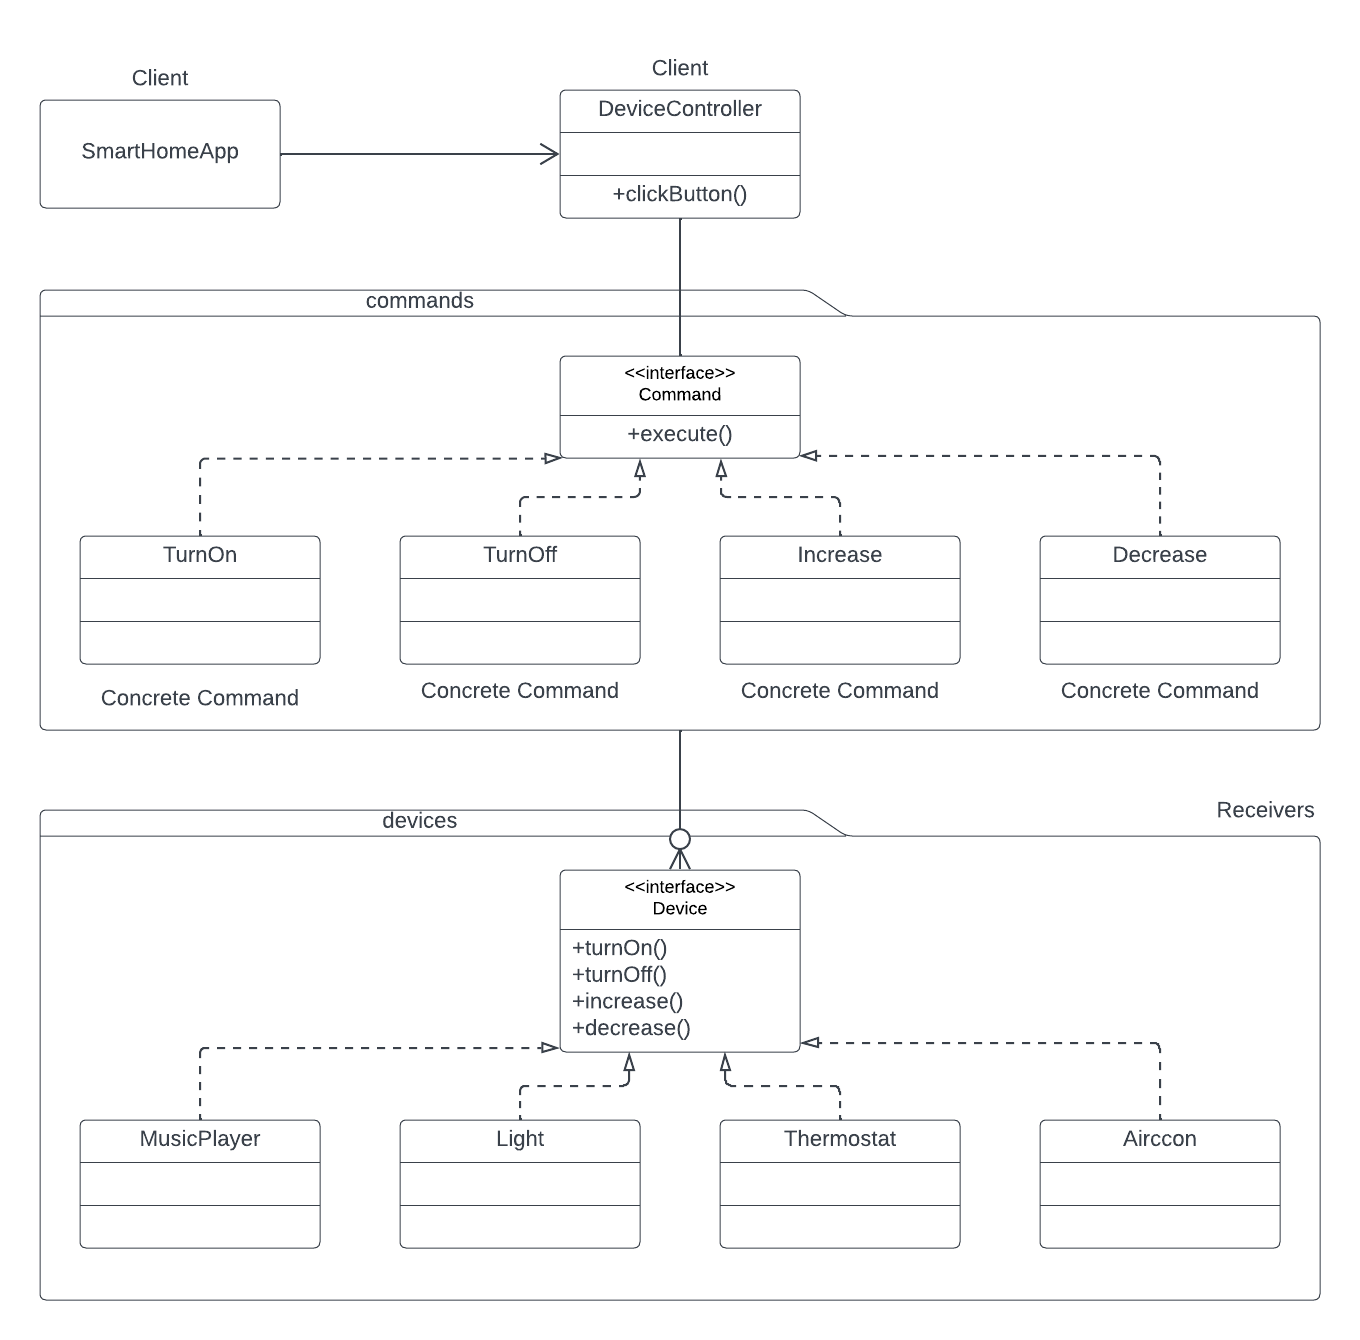 Client
Client
SmartHomeApp
DeviceController
+clickButton()
commands
<<interface>>
Command
+execute()
TurnOn
TurnOff
Increase
Decrease
Concrete Command
Concrete Command
Concrete Command
Concrete Command
Receivers
devices
<<interface>>
Device
+turnOn()
+turnOff()
+increase()
+decrease()
MusicPlayer
Light
Thermostat
Airccon